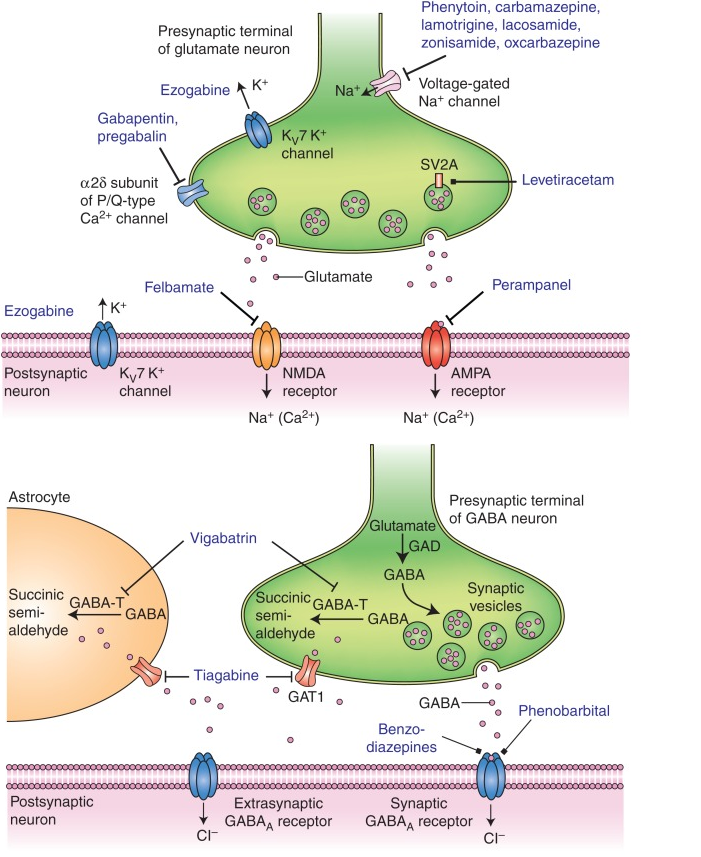 Phenytoin, carbamazepine,
lamotrigine, lacosamide,
zonisamide, oxcarbazepine
Presynaptic terminal
of glutamate neuron
Ezogabine
K⁺
Na⁺
Voltage-gated
Na⁺ channel
Gabapentin,
pregabalin
Kᵥ7 K⁺
channel
SV2A
Levetiracetam
α2δ subunit
of P/Q-type
Ca²⁺ channel
Glutamate
Felbamate
Perampanel
Ezogabine
K⁺
Postsynaptic
neuron
Kᵥ7 K⁺
channel
NMDA
receptor
AMPA
receptor
Na⁺ (Ca²⁺)
Na⁺ (Ca²⁺)
Astrocyte
Presynaptic terminal
of GABA neuron
Vigabatrin
Glutamate
GAD
GABA
Succinic
semi-
aldehyde
GABA-T
GABA
Succinic
semi-
aldehyde
GABA-T
GABA
Synaptic
vesicles
Tiagabine
GAT1
GABA
Phenobarbital
Benzo-
diazepines
Postsynaptic
neuron
Extrasynaptic
GABA_A receptor
Synaptic
GABA_A receptor
Cl⁻
Cl⁻